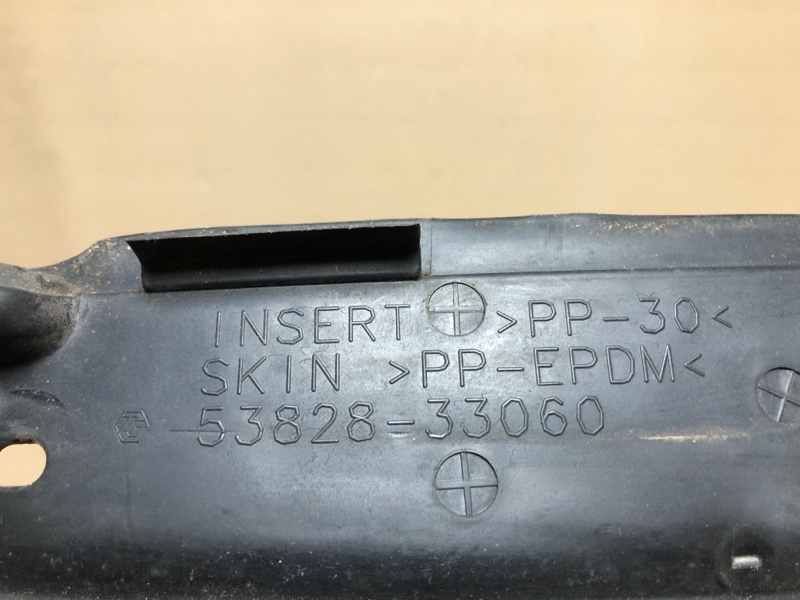 INSERT >PP-30<
SKIN >PP-EPDM<
53828-33060